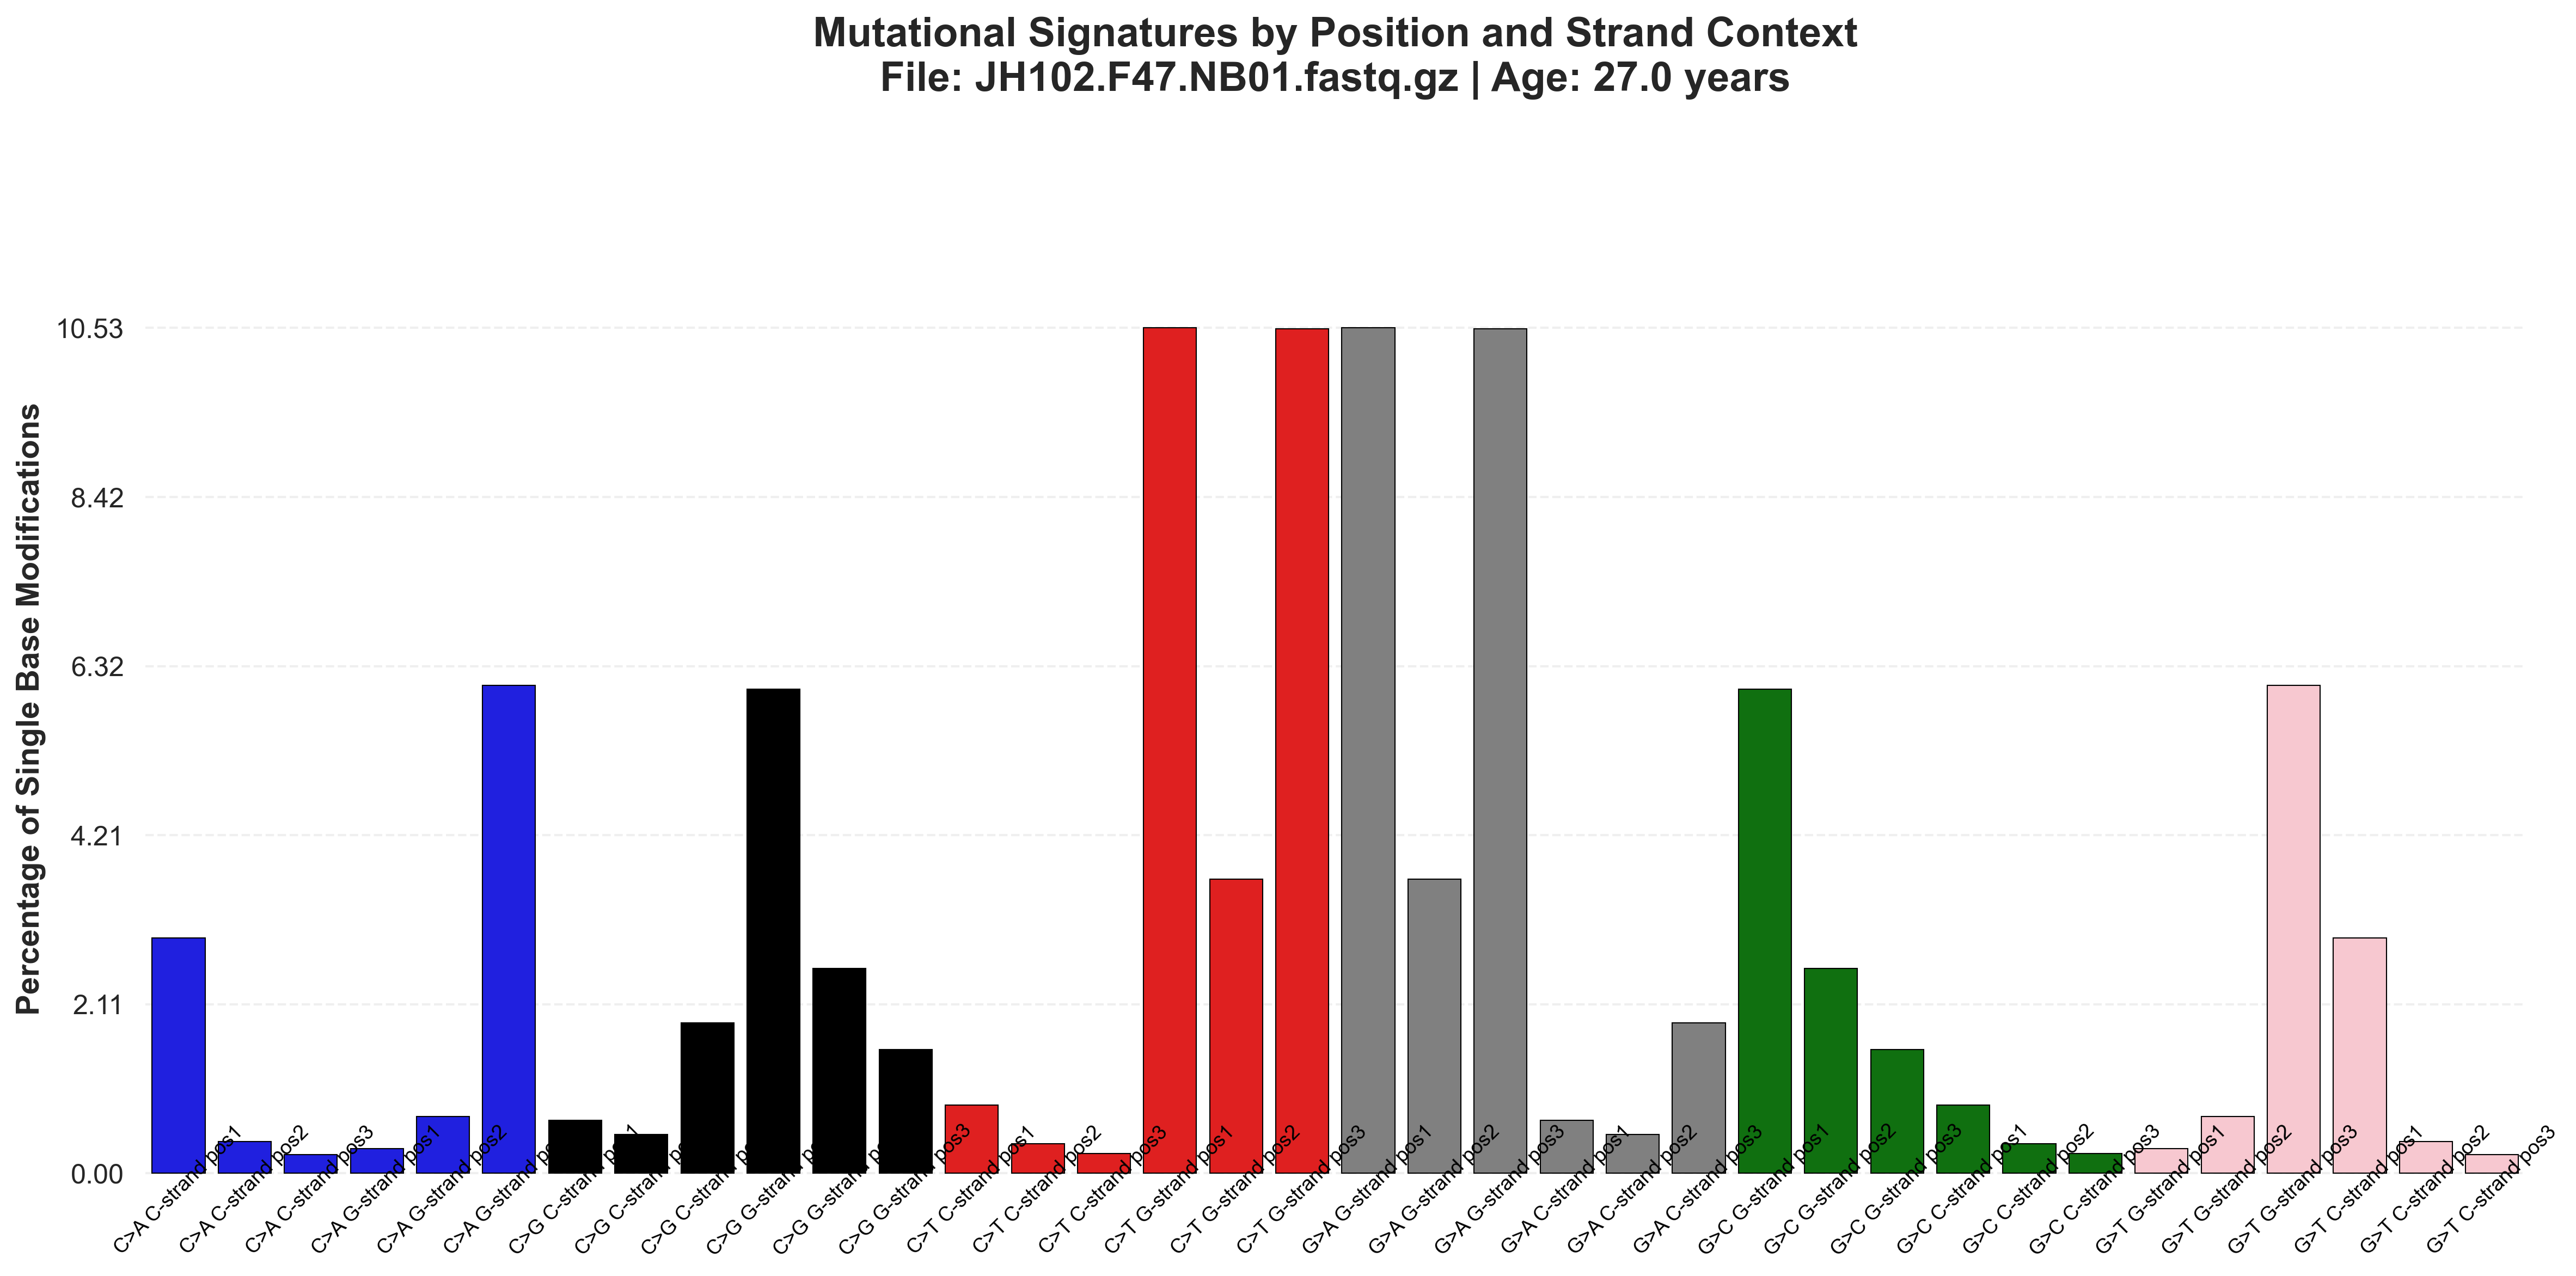 Mutational Signatures by Position and Strand Context
File: JH102.F47.NB01.fastq.gz | Age: 27.0 years
Percentage of Single Base Modifications
10.53
8.42
6.32
4.21
2.11
0.00
C>A C-strand pos1
C>A C-strand pos2
C>A C-strand pos3
C>A G-strand pos1
C>A G-strand pos2
C>A G-strand po
C>G C-strand pos1
C>G C-strand po
C>G C-strand p
C>G G-strand po
C>G G-strand po
C>G G-strand pos3
C>T C-strand pos1
C>T C-strand pos2
C>T C-strand pos3
C>T G-strand pos1
C>T G-strand pos2
C>T G-strand pos3
G>A G-strand pos1
G>A G-strand pos2
G>A G-strand pos3
G>A C-strand pos1
G>A C-strand pos2
G>A C-strand pos3
G>C G-strand pos1
G>C G-strand pos2
G>C G-strand pos3
G>C C-strand pos1
G>C C-strand pos2
G>C C-strand pos3
G>T G-strand pos1
G>T G-strand pos2
G>T G-strand pos3
G>T C-strand pos1
G>T C-strand pos2
G>T C-strand pos3